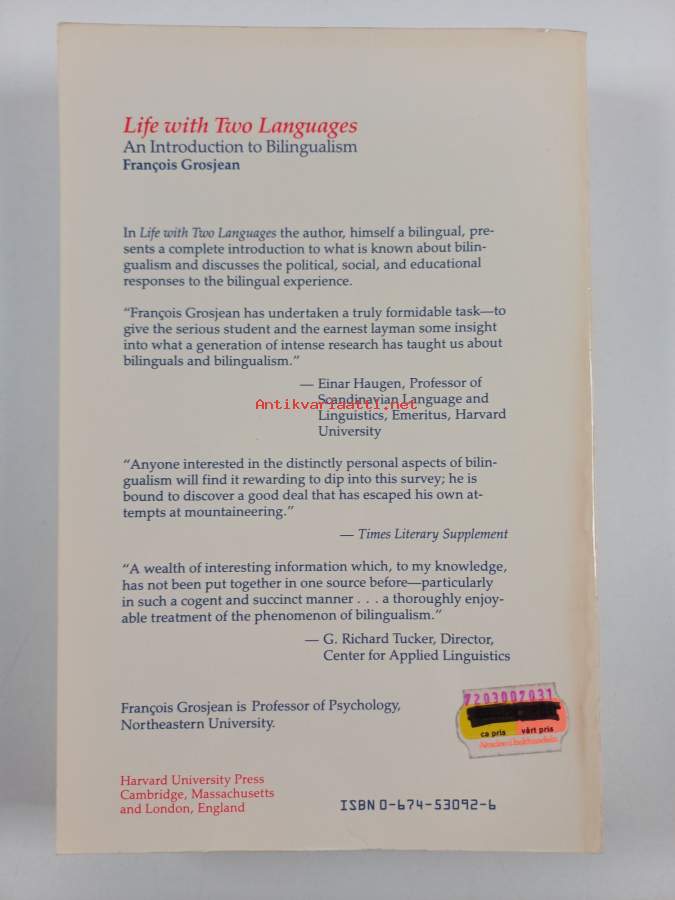 Life with Two Languages
An Introduction to Bilingualism
François Grosjean
In Life with Two Languages the author, himself a bilingual, pre-
sents a complete introduction to what is known about bilin-
gualism and discusses the political, social, and educational
responses to the bilingual experience.
“François Grosjean has undertaken a truly formidable task—to
give the serious student and the earnest layman some insight
into what a generation of intense research has taught us about
bilinguals and bilingualism.”
— Einar Haugen, Professor of
Scandinavian Language and
Antikvariaatti.net
Linguistics, Emeritus, Harvard
University
“Anyone interested in the distinctly personal aspects of bilin-
gualism will find it rewarding to dip into this survey; he is
bound to discover a good deal that has escaped his own at-
tempts at mountaineering.”
— Times Literary Supplement
“A wealth of interesting information which, to my knowledge,
has not been put together in one source before—particularly
in such a cogent and succinct manner . . . a thoroughly enjoy-
able treatment of the phenomenon of bilingualism.”
— G. Richard Tucker, Director,
Center for Applied Linguistics
François Grosjean is Professor of Psychology,
Northeastern University.
7203007031
ca pris vårt pris
Harvard University Press
Cambridge, Massachusetts
and London, England
ISBN 0-674-53092-6